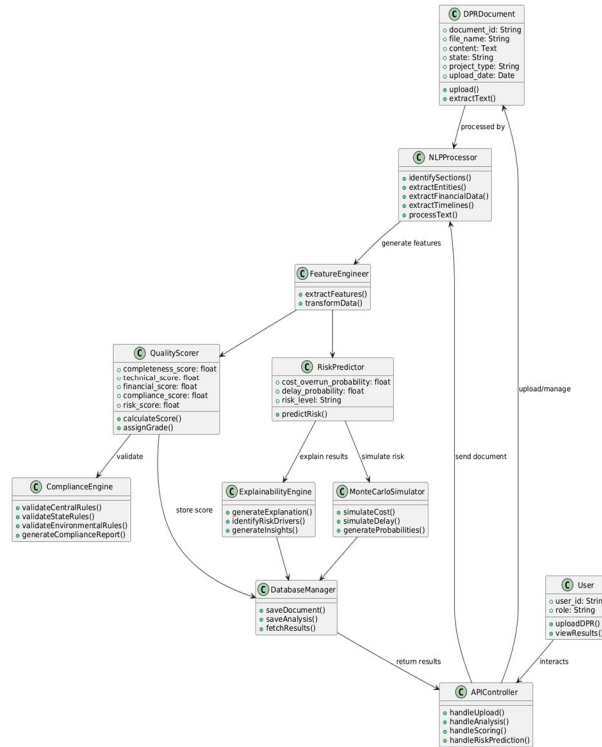 C DPRDocument
document_id: String
file_name: String
content: Text
state: String
project_type: String
upload_date: Date
upload()
extractText()
processed by
C NLPProcessor
identifySections()
extractEntities()
extractFinancialData()
extractTimelines()
processText()
generate features
C FeatureEngineer
extractFeatures()
transformData()
C QualityScorer
completeness_score: float
technical_score: float
financial_score: float
compliance_score: float
risk_score: float
calculateScore()
assignGrade()
C RiskPredictor
cost_overrun_probability: float
delay_probability: float
risk_level: String
predictRisk()
upload/manage
validate
explain results
simulate risk
send document
C ComplianceEngine
validateCentralRules()
validateStateRules()
validateEnvironmentalRules()
generateComplianceReport()
store score
C ExplainabilityEngine
generateExplanation()
identifyRiskDrivers()
generateInsights()
C MonteCarloSimulator
simulateCost()
simulateDelay()
generateProbabilities()
C DatabaseManager
saveDocument()
saveAnalysis()
fetchResults()
C User
user_id: Strin
role: String
uploadDPR()
viewResults()
return results
interacts
C APIController
handleUpload()
handleAnalysis()
handleScoring()
handleRiskPrediction()